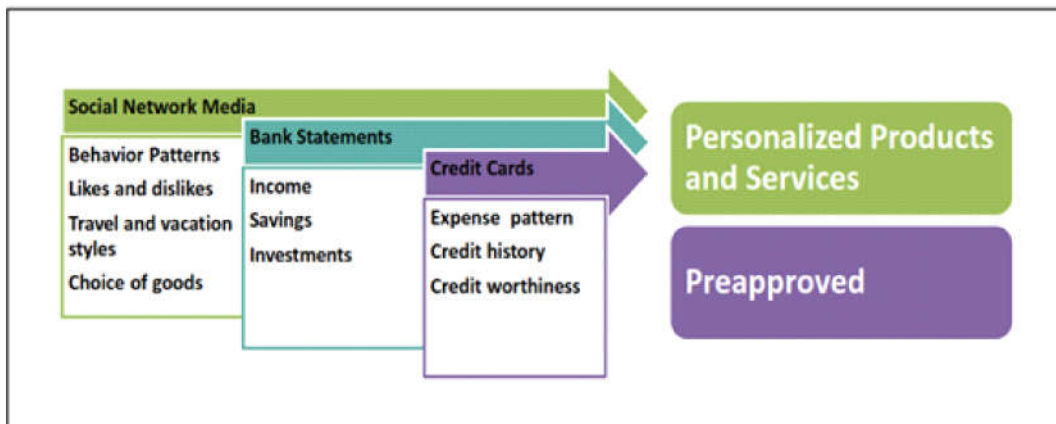 Social Network Media
Behavior Patterns
Likes and dislikes
Travel and vacation
styles
Choice of goods
Bank Statements
Income
Savings
Investments
Credit Cards
Expense pattern
Credit history
Credit worthiness
Personalized Products
and Services
Preapproved